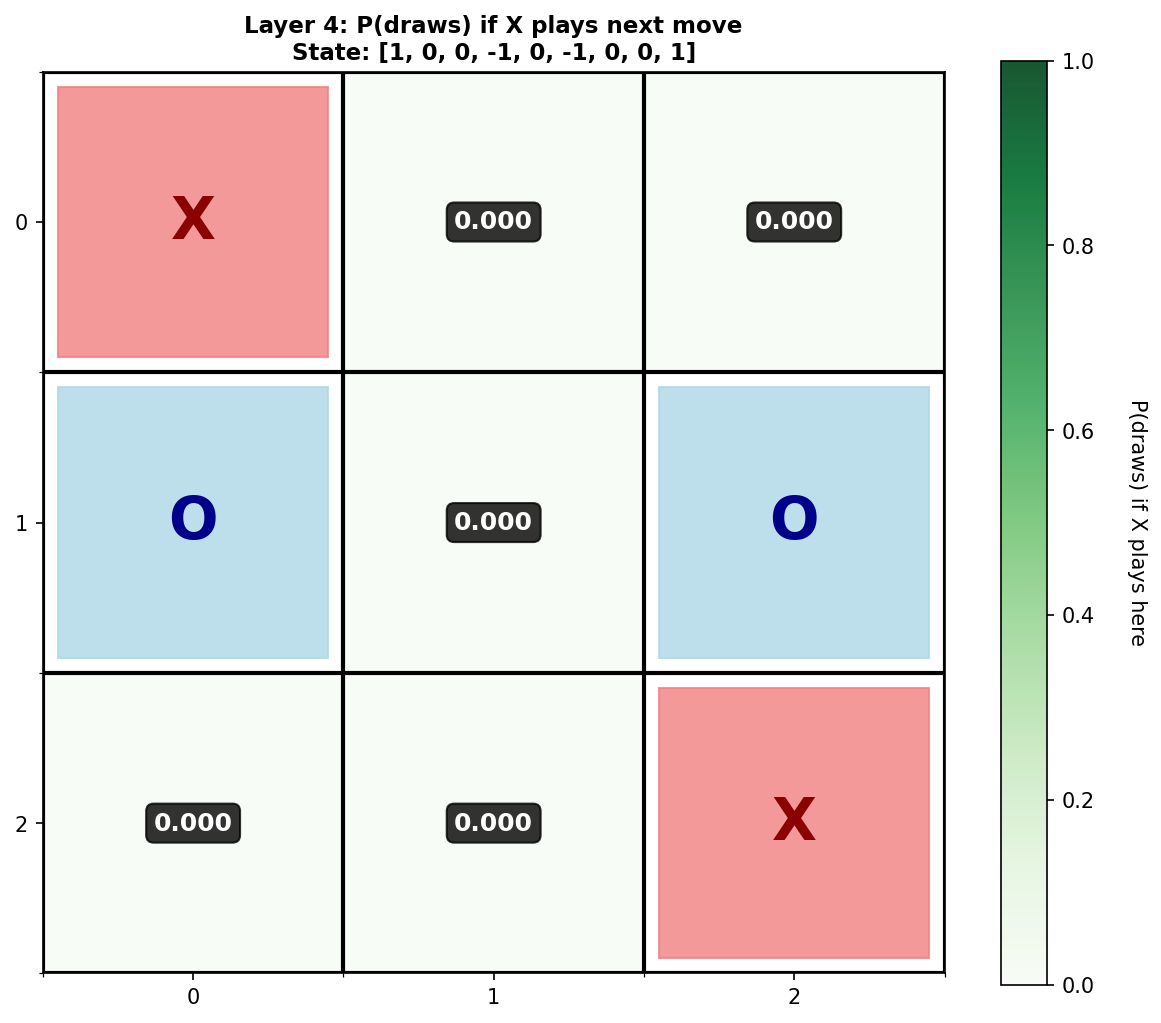 Layer 4: P(draws) if X plays next move
State: [1, 0, 0, -1, 0, -1, 0, 0, 1]
0
X
0.000
0.000
1
O
0.000
O
2
0.000
0.000
X
0
1
2
1.0
0.8
0.6
0.4
0.2
0.0
P(draws) if X plays here